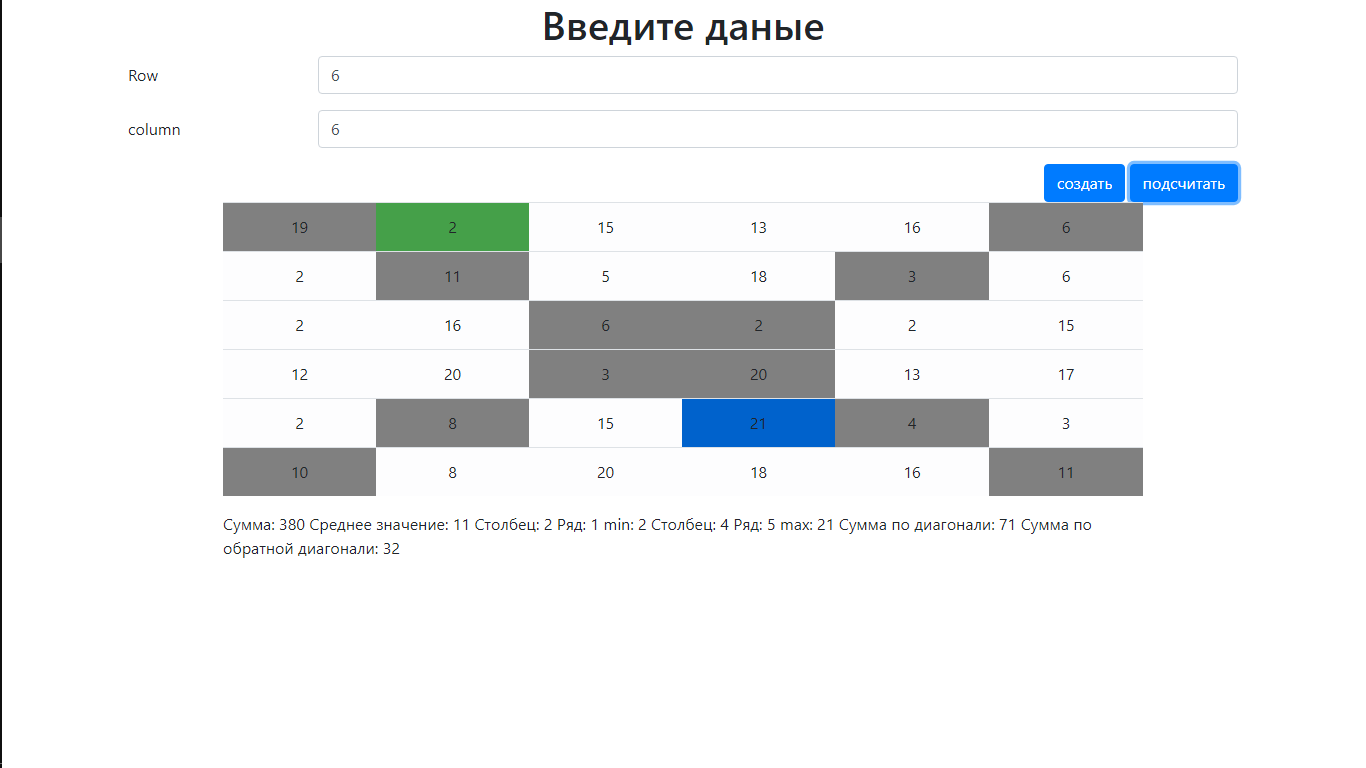 Введите даные
Row 6
column 6
создать подсчитать
19 2 15 13 16 6
2 11 5 18 3 6
2 16 6 2 2 15
12 20 3 20 13 17
2 8 15 21 4 3
10 8 20 18 16 11
Сумма: 380 Среднее значение: 11 Столбец: 2 Ряд: 1 min: 2 Столбец: 4 Ряд: 5 max: 21 Сумма по диагонали: 71 Сумма по
обратной диагонали: 32